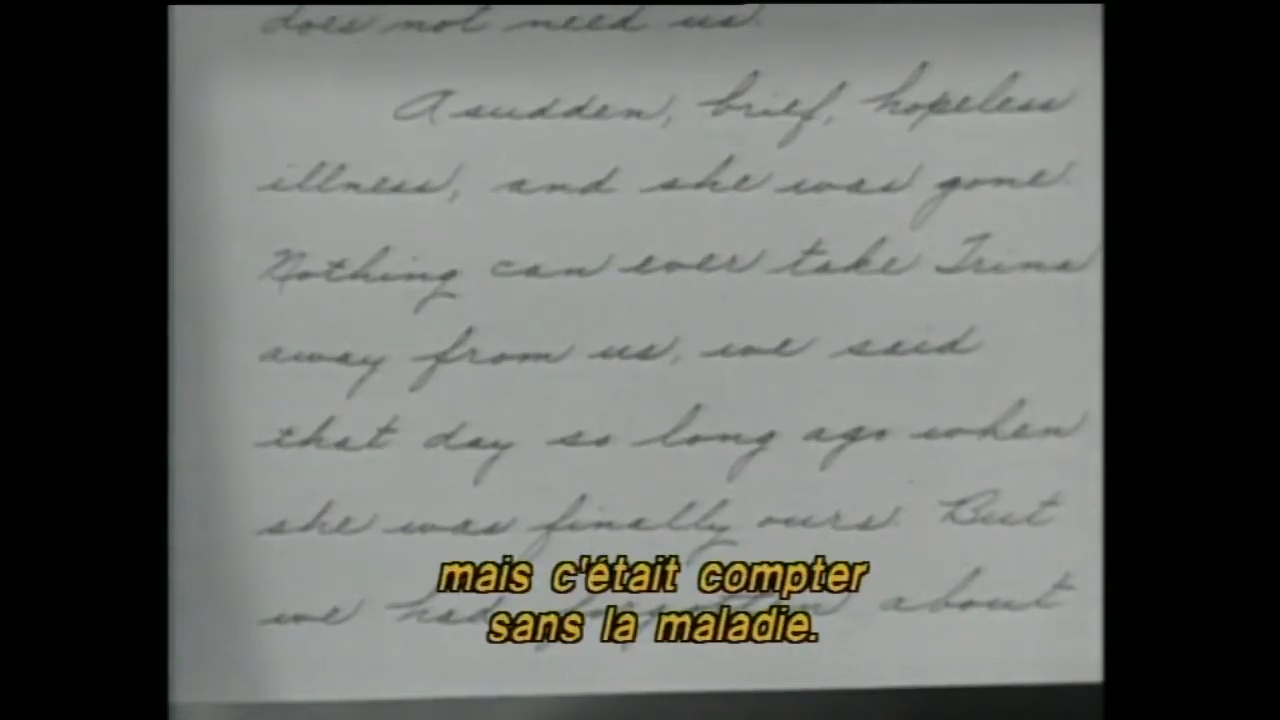 does not need us.
A sudden, brief, hopeless
illness, and she was gone.
Nothing can ever take Trina
away from us, we said
that day so long ago when
she was finally ours. But
we had forgotten about
mais c'était compter
sans la maladie.